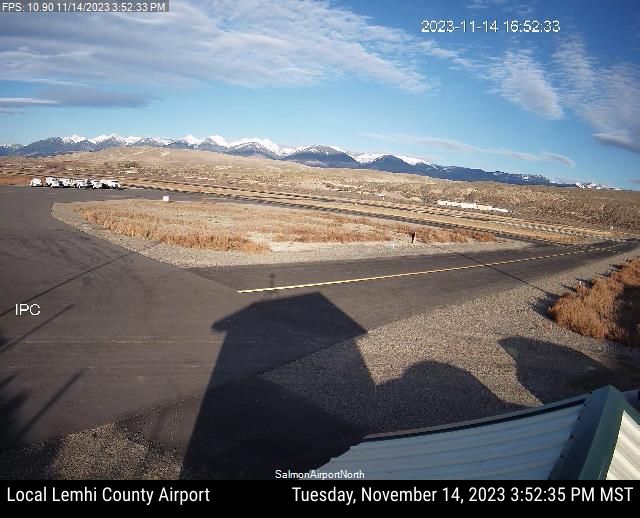 FPS: 10.90 11/14/2023 3:52:33 PM
2023-11-14 16:52:33
IPC
SalmonAirportNorth
Local Lemhi County Airport
Tuesday, November 14, 2023 3:52:35 PM MST